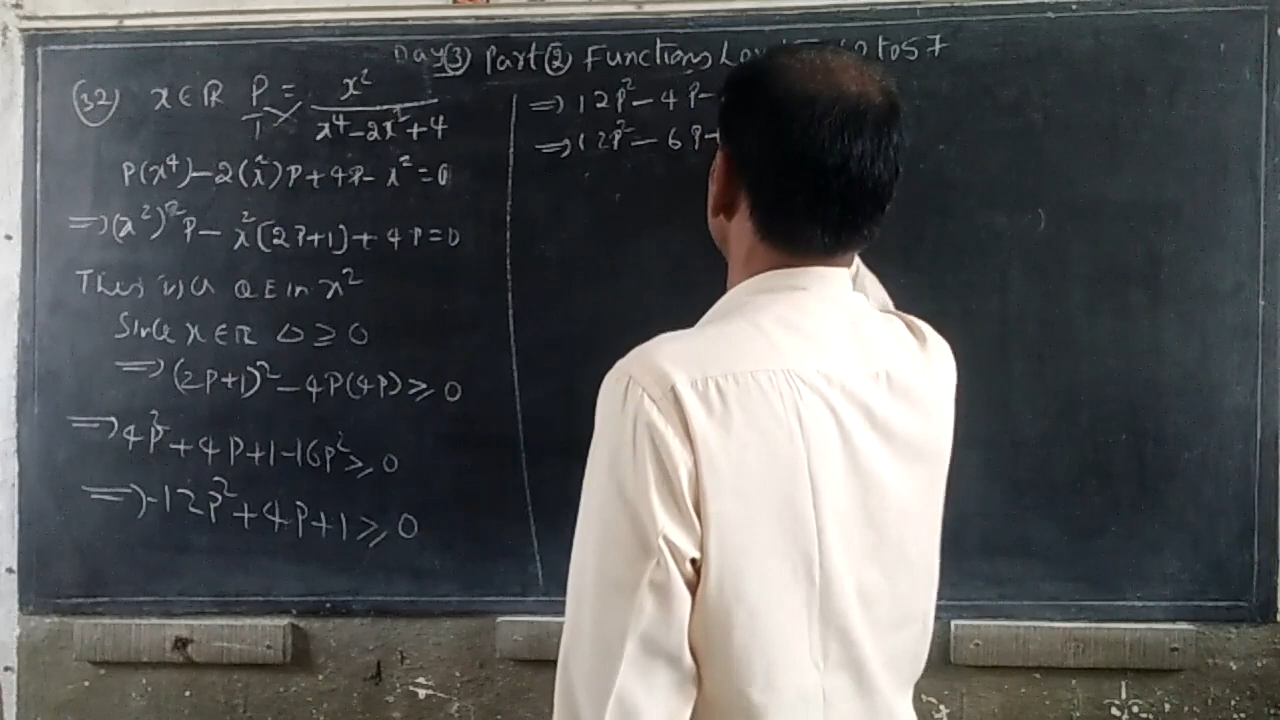 Day ③ Part ② Functions to 57
(32) x ∈ ℝ P/1 = x²/(x⁴-2x²+4)
P(x⁴)-2(x²)P+4P-x²=0
⇒(x²)²P-x²(2P+1)+4P=0
This is a QE in x²
Since x∈ℝ Δ≥0
⇒(2P+1)²-4P(4P)≥0
⇒4P²+4P+1-16P²≥0
⇒-12P²+4P+1≥0
⇒12P²-4P-
⇒12P²-6P+